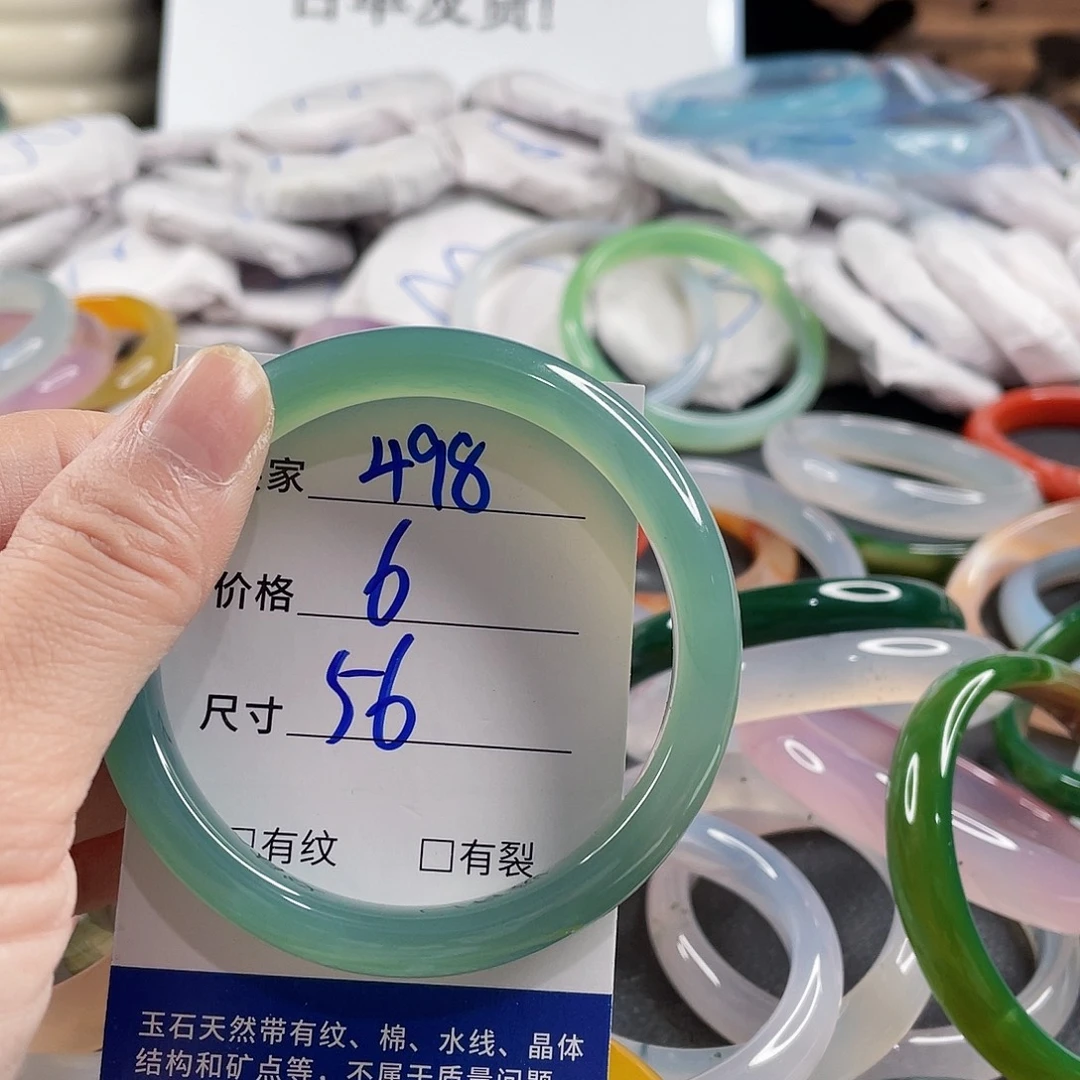 家 498
价格 6
尺寸 56
□有纹 □有裂
玉石天然带有纹、棉、水线、晶体
结构和矿点等，不属于质量问题